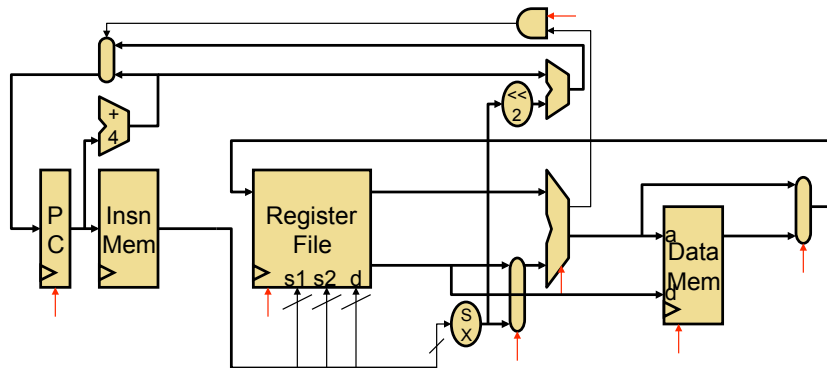 +
4
<<
2
P
C
Insn
Mem
Register
File
s1 s2 d
S
X
a
Data
Mem
d